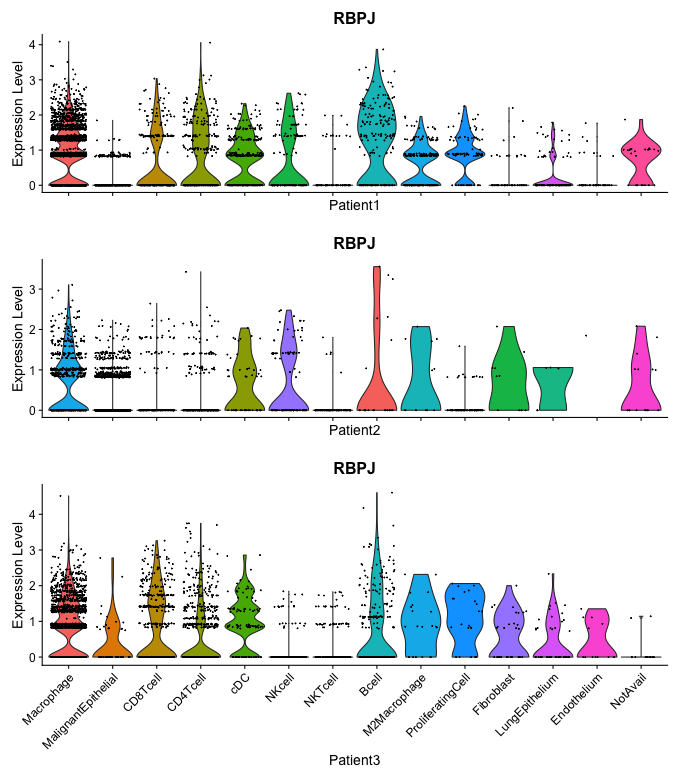 RBPJ
Expression Level
4
3
2
1
0
Patient1
RBPJ
Expression Level
3
2
1
0
Patient2
RBPJ
Expression Level
4
3
2
1
0
Macrophage
MalignantEpithelial
CD8Tcell
CD4Tcell
cDC
NKcell
NKTcell
Bcell
M2Macrophage
ProliferatingCell
Fibroblast
LungEpithelium
Endothelium
NotAvail
Patient3